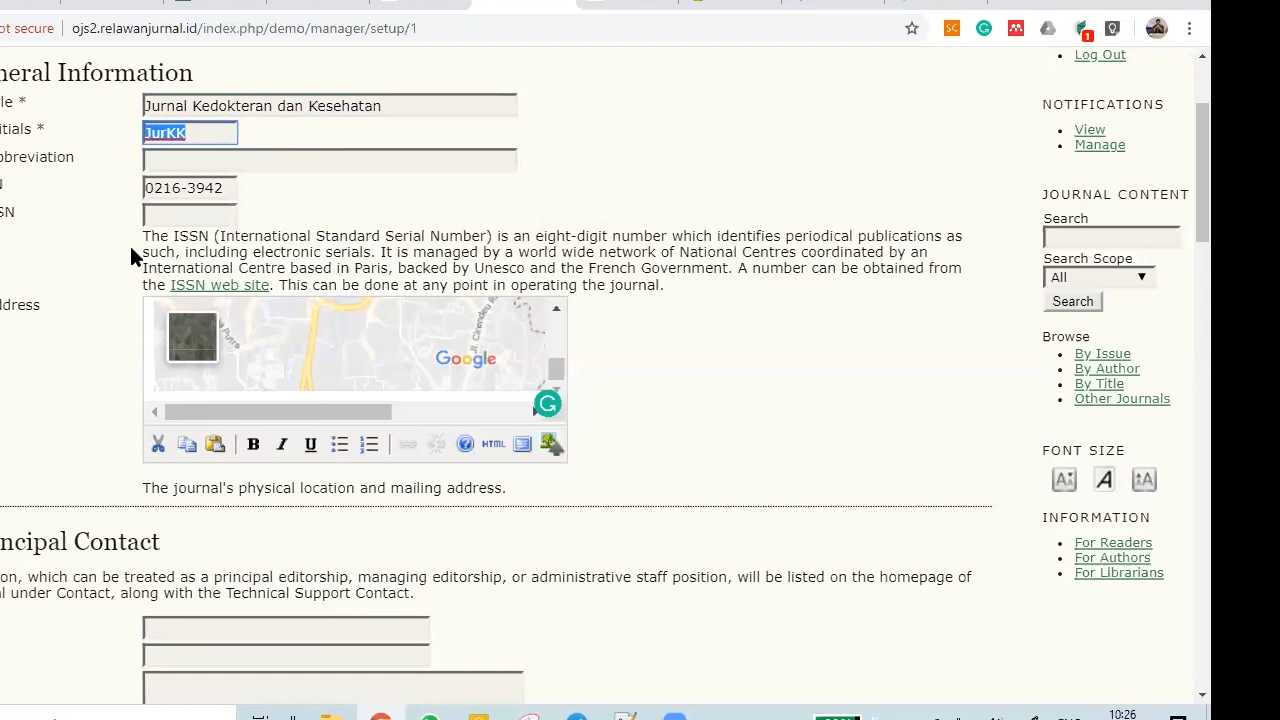 ot secure
ojs2.relawanjurnal.id/index.php/demo/manager/setup/1
SC
1
neral Information
le *
Jurnal Kedokteran dan Kesehatan
itials *
JurKK
bbreviation
0216-3942
SN
The ISSN (International Standard Serial Number) is an eight-digit number which identifies periodical publications as
such, including electronic serials. It is managed by a world wide network of National Centres coordinated by an
International Centre based in Paris, backed by Unesco and the French Government. A number can be obtained from
the ISSN web site. This can be done at any point in operating the journal.
ddress
Putra
Jl. Cikendeu
Google
B I U HTML
The journal's physical location and mailing address.
ncipal Contact
on, which can be treated as a principal editorship, managing editorship, or administrative staff position, will be listed on the homepage of
al under Contact, along with the Technical Support Contact.
Log Out
NOTIFICATIONS
View
Manage
JOURNAL CONTENT
Search
Search Scope
All
Search
Browse
By Issue
By Author
By Title
Other Journals
FONT SIZE
A A A
INFORMATION
For Readers
For Authors
For Librarians
10:26